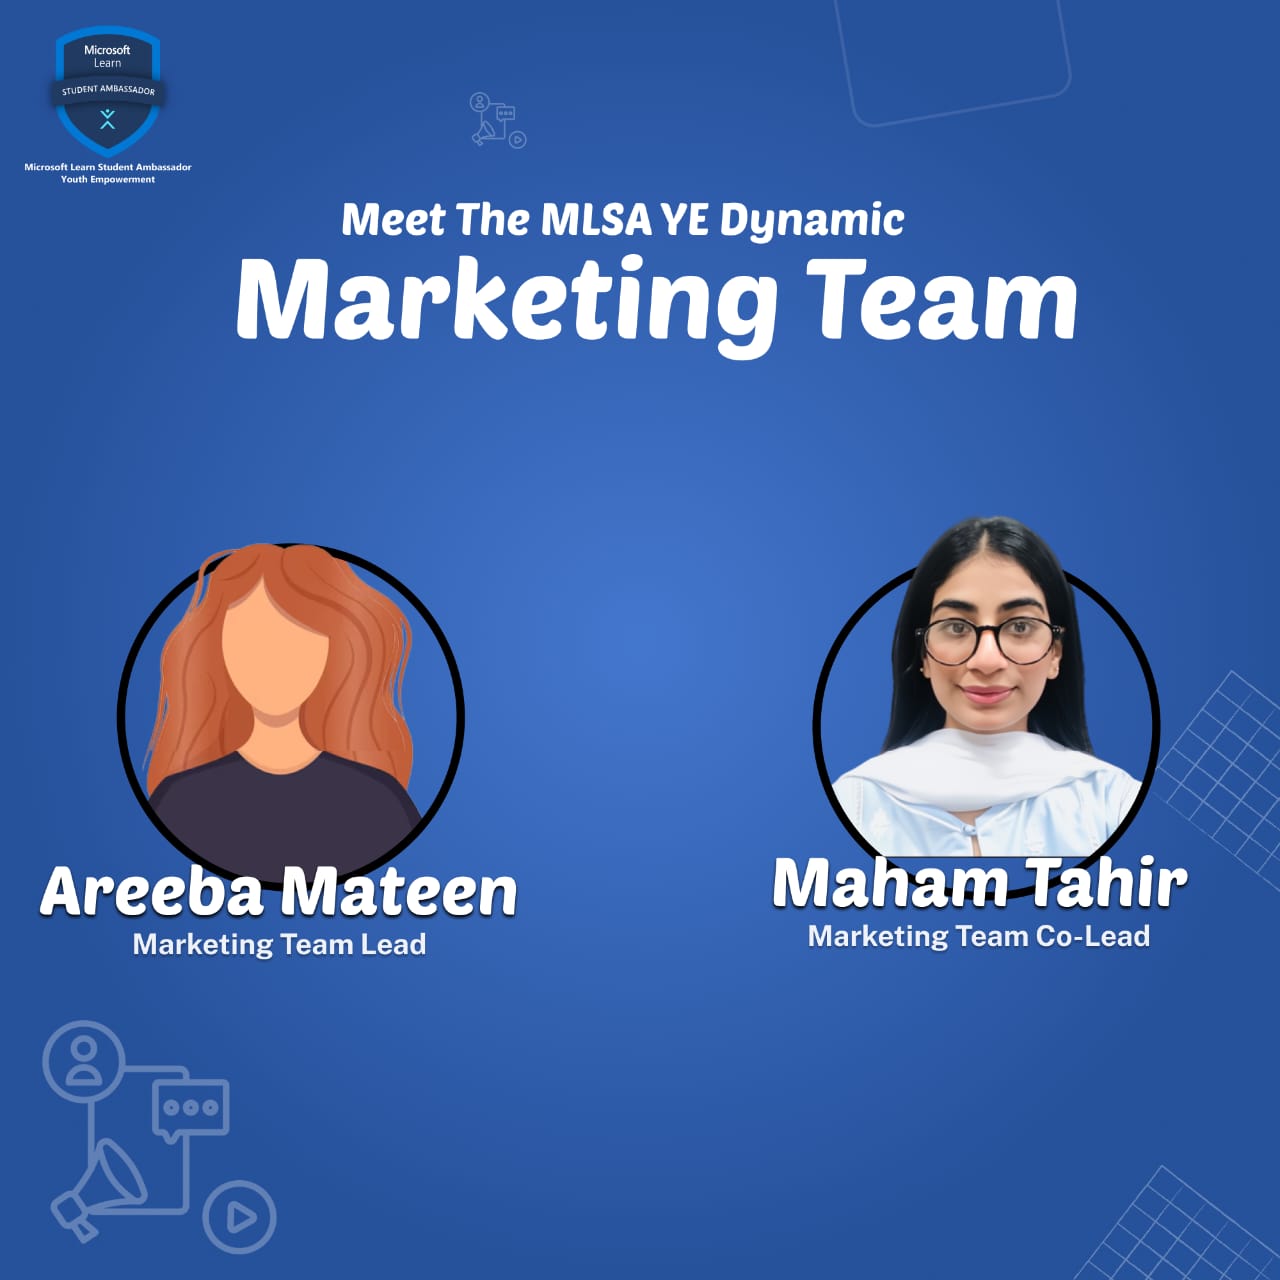 Microsoft
Learn
STUDENT AMBASSADOR
Microsoft Learn Student Ambassador
Youth Empowerment
Meet The MLSA YE Dynamic
Marketing Team
Areeba Mateen
Marketing Team Lead
Maham Tahir
Marketing Team Co-Lead